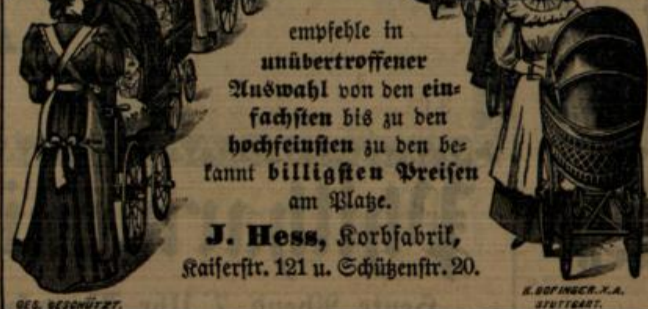 empfehle in
unübertroffener
Auswahl von den ein=
fachsten bis zu den
hochfeinsten zu den be=
kannt billigsten Preisen
am Platze.
J. Hess, Korbfabrik,
Kaiserstr. 121 u. Schützenstr. 20.
GES. GESCHÜTZT.
K. BOFINGER. X.A.
STUTTGART.